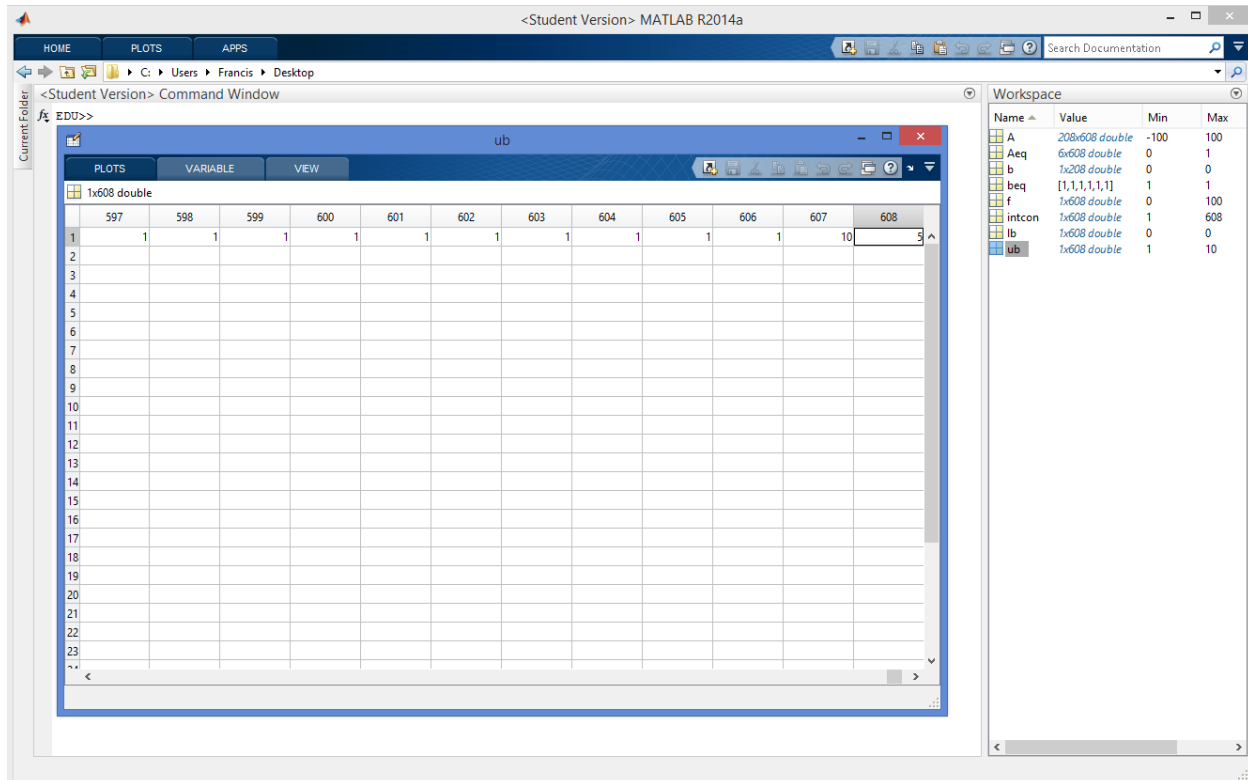 <Student Version> MATLAB R2014a
HOME PLOTS APPS Search Documentation
C: Users Francis Desktop
Current Folder
<Student Version> Command Window
fx EDU>>
ub
PLOTS VARIABLE VIEW
1x608 double
597 598 599 600 601 602 603 604 605 606 607 608
1 1 1 1 1 1 1 1 1 1 1 10 5
2
3
4
5
6
7
8
9
10
11
12
13
14
15
16
17
18
19
20
21
22
23
24
Workspace
Name Value Min Max
A 208x608 double -100 100
Aeq 6x608 double 0 1
b 1x208 double 0 0
beq [1,1,1,1,1,1] 1 1
f 1x608 double 0 100
intcon 1x608 double 1 608
lb 1x608 double 0 0
ub 1x608 double 1 10